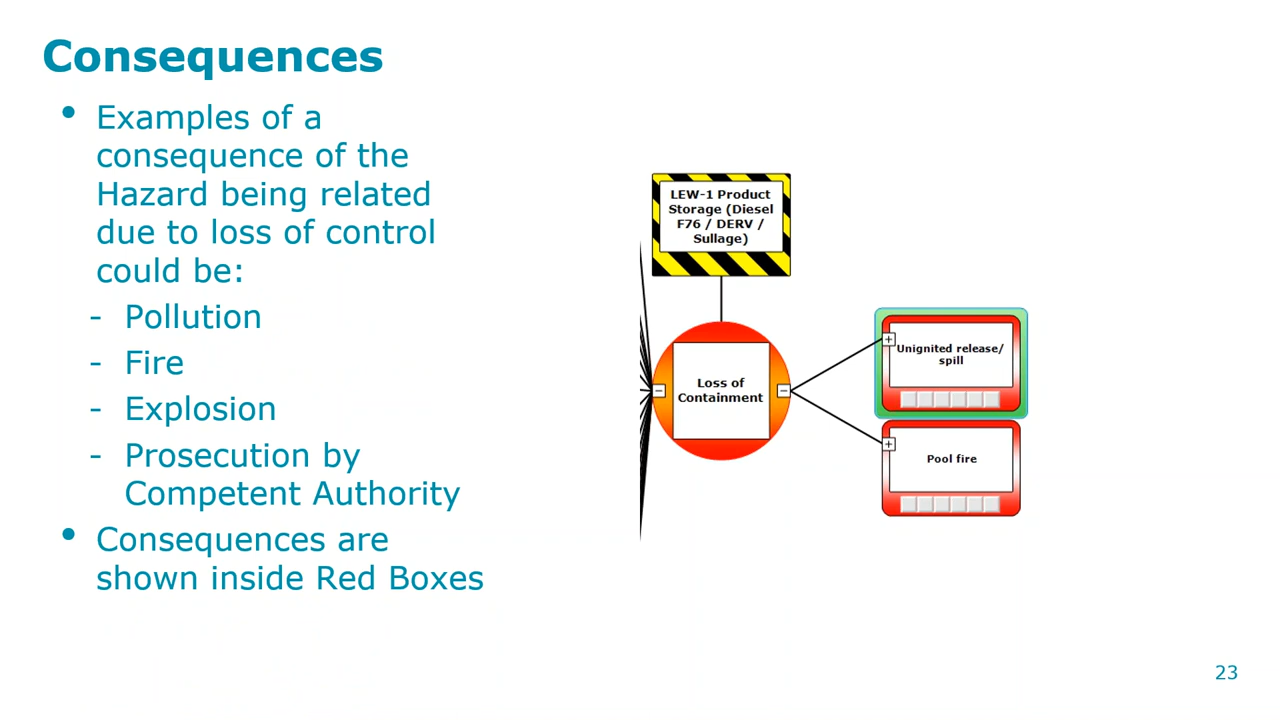 Consequences
• Examples of a
consequence of the
Hazard being related
due to loss of control
could be:
- Pollution
- Fire
- Explosion
- Prosecution by
Competent Authority
• Consequences are
shown inside Red Boxes
LEW-1 Product
Storage (Diesel
F76 / DERV /
Sullage)
Loss of
Containment
Unignited release/
spill
Pool fire
23